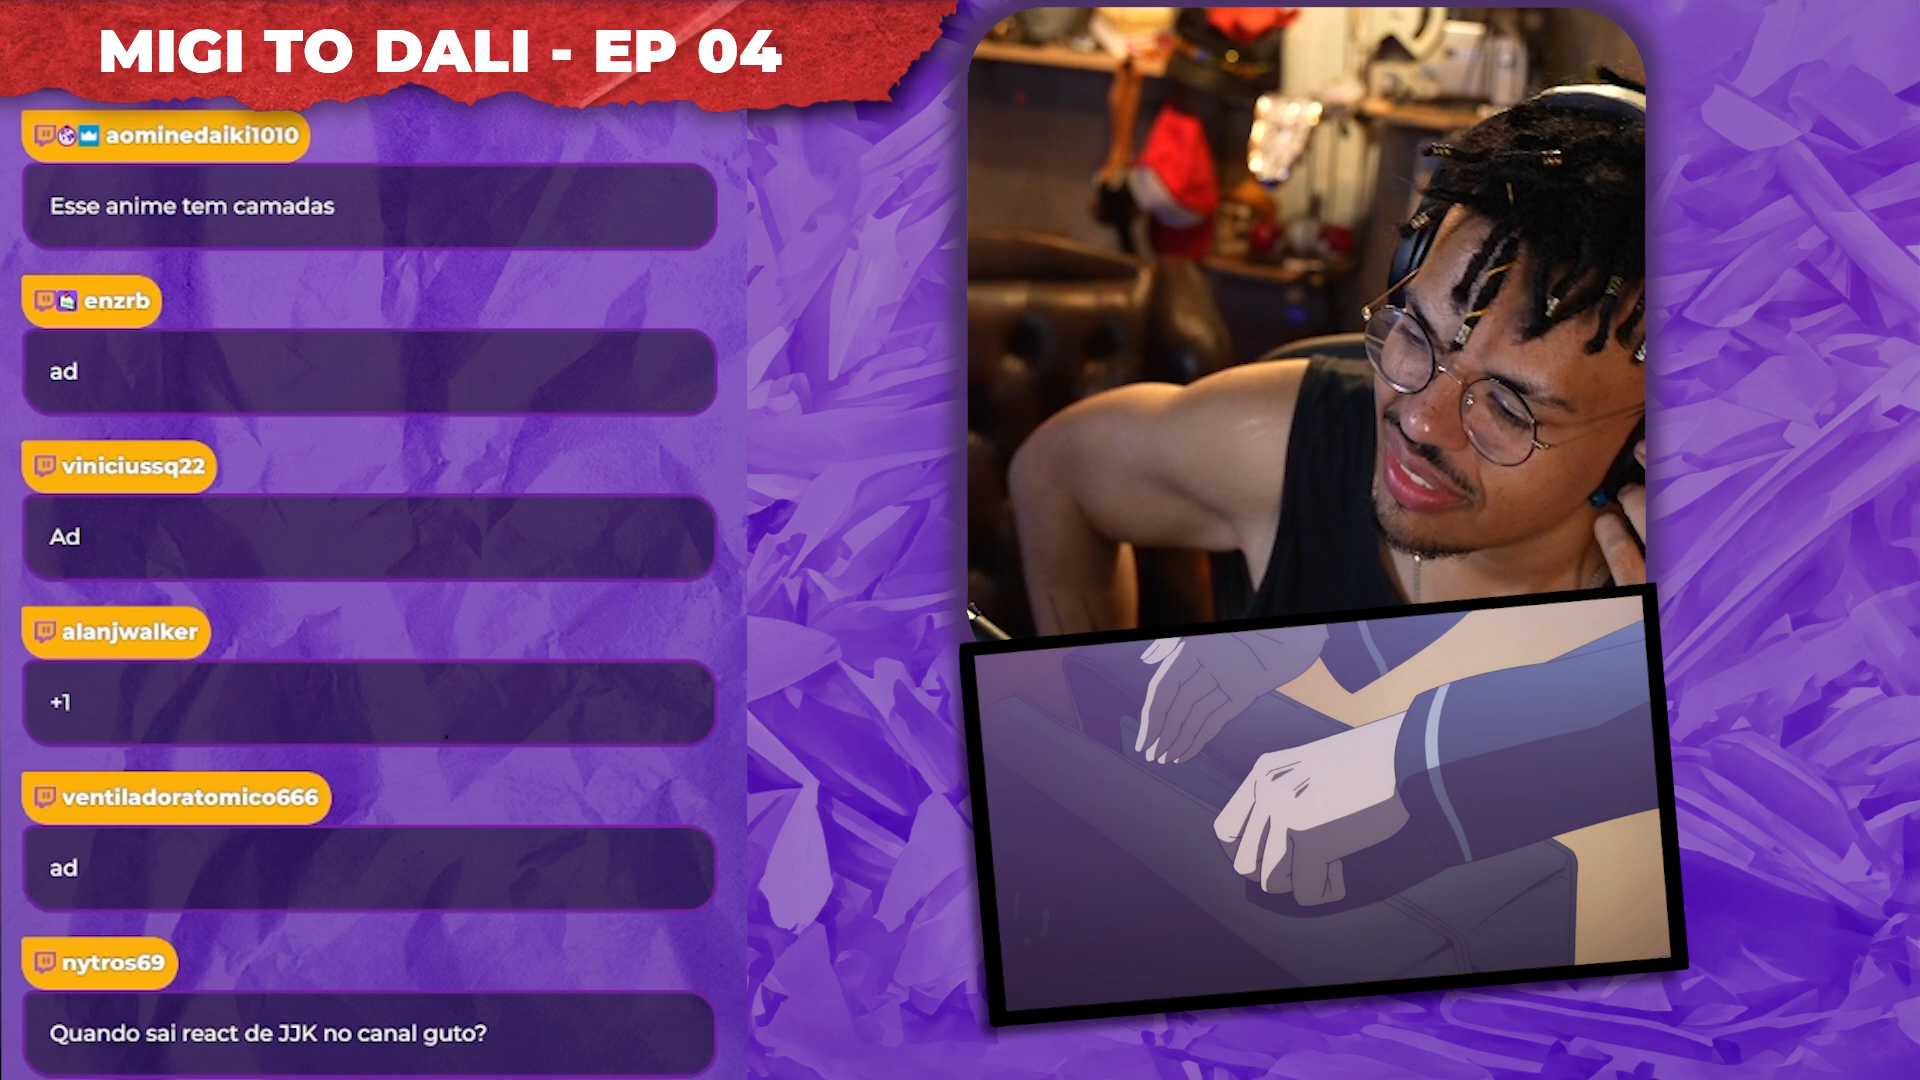 MIGI TO DALI - EP 04
aominedaiki1010
Esse anime tem camadas
enzrb
ad
viniciussq22
Ad
alanjwalker
+1
ventiladoratomico666
ad
nytros69
Quando sai react de JJK no canal guto?